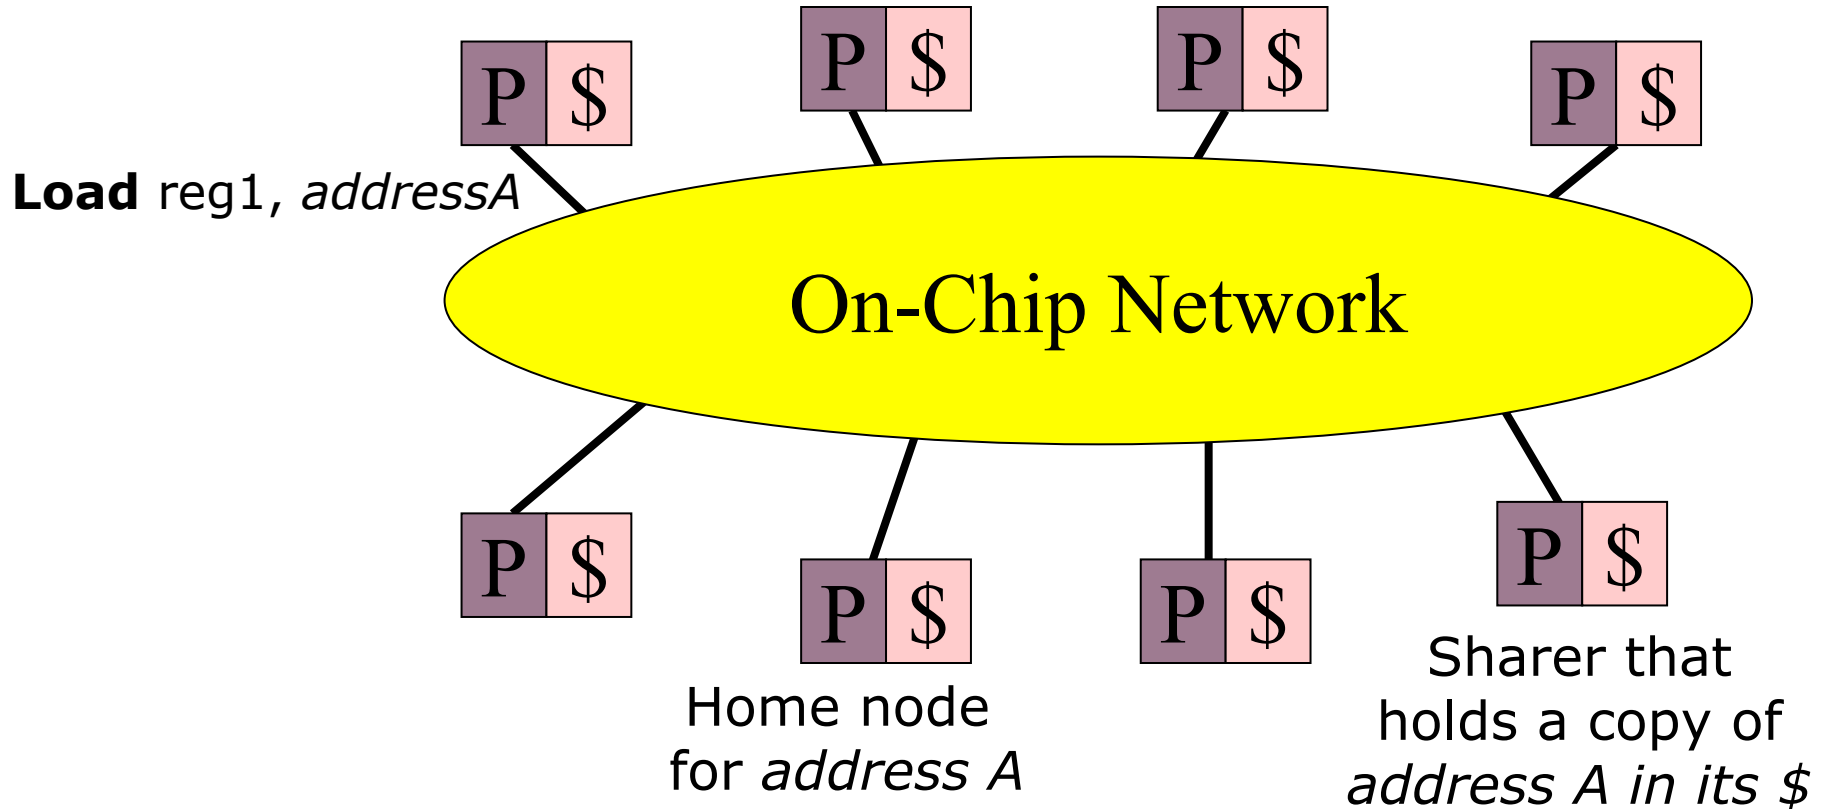 P $
P $
P $
P $
Load reg1, addressA
On-Chip Network
P $
P $
P $
P $
Home node
for address A
Sharer that
holds a copy of
address A in its $